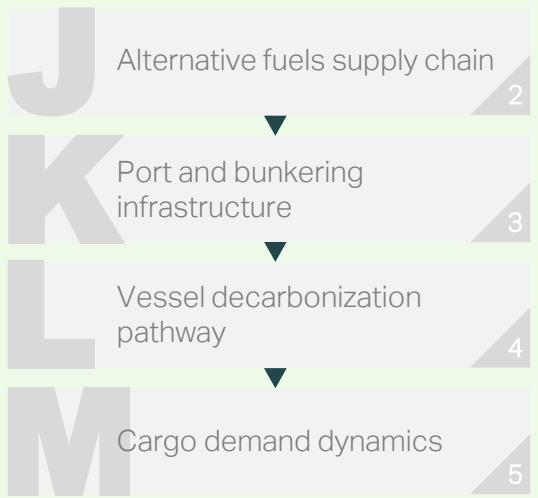 J
Alternative fuels supply chain
2
K
Port and bunkering
infrastructure
3
L
Vessel decarbonization
pathway
4
M
Cargo demand dynamics
5